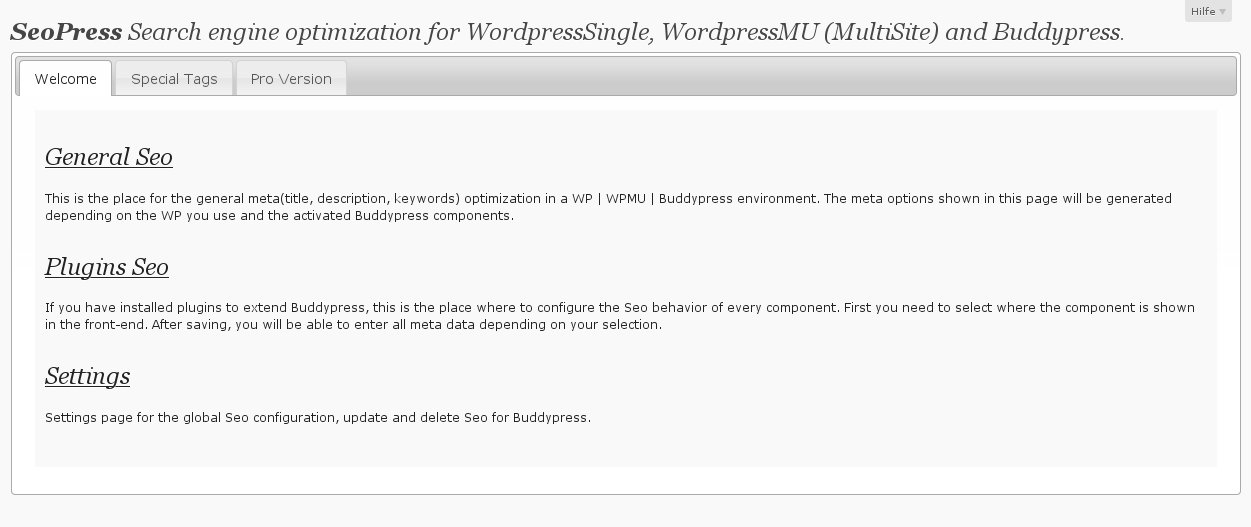 Hilfe
SeoPress Search engine optimization for WordpressSingle, WordpressMU (MultiSite) and Buddypress.
Welcome
Special Tags
Pro Version
General Seo
This is the place for the general meta(title, description, keywords) optimization in a WP | WPMU | Buddypress environment. The meta options shown in this page will be generated
depending on the WP you use and the activated Buddypress components.
Plugins Seo
If you have installed plugins to extend Buddypress, this is the place where to configure the Seo behavior of every component. First you need to select where the component is shown
in the front-end. After saving, you will be able to enter all meta data depending on your selection.
Settings
Settings page for the global Seo configuration, update and delete Seo for Buddypress.